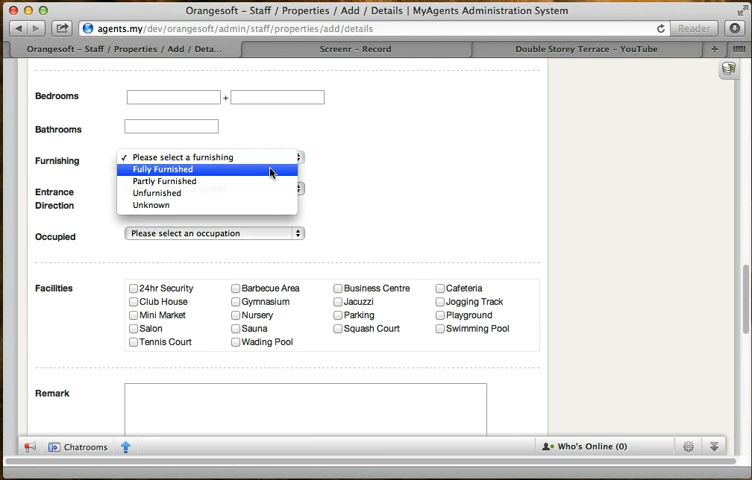 Orangesoft – Staff / Properties / Add / Details | MyAgents Administration System
agents.my/dev/orangesoft/admin/staff/properties/add/details
Reader
Orangesoft – Staff / Properties / Add / Deta...
Screenr – Record
Double Storey Terrace – YouTube
Bedrooms
+
Bathrooms
Furnishing
✓ Please select a furnishing
Fully Furnished
Partly Furnished
Unfurnished
Unknown
Entrance
Direction
Occupied
Please select an occupation
Facilities
24hr Security Barbecue Area Business Centre Cafeteria
Club House Gymnasium Jacuzzi Jogging Track
Mini Market Nursery Parking Playground
Salon Sauna Squash Court Swimming Pool
Tennis Court Wading Pool
Remark
Chatrooms
Who's Online (0)